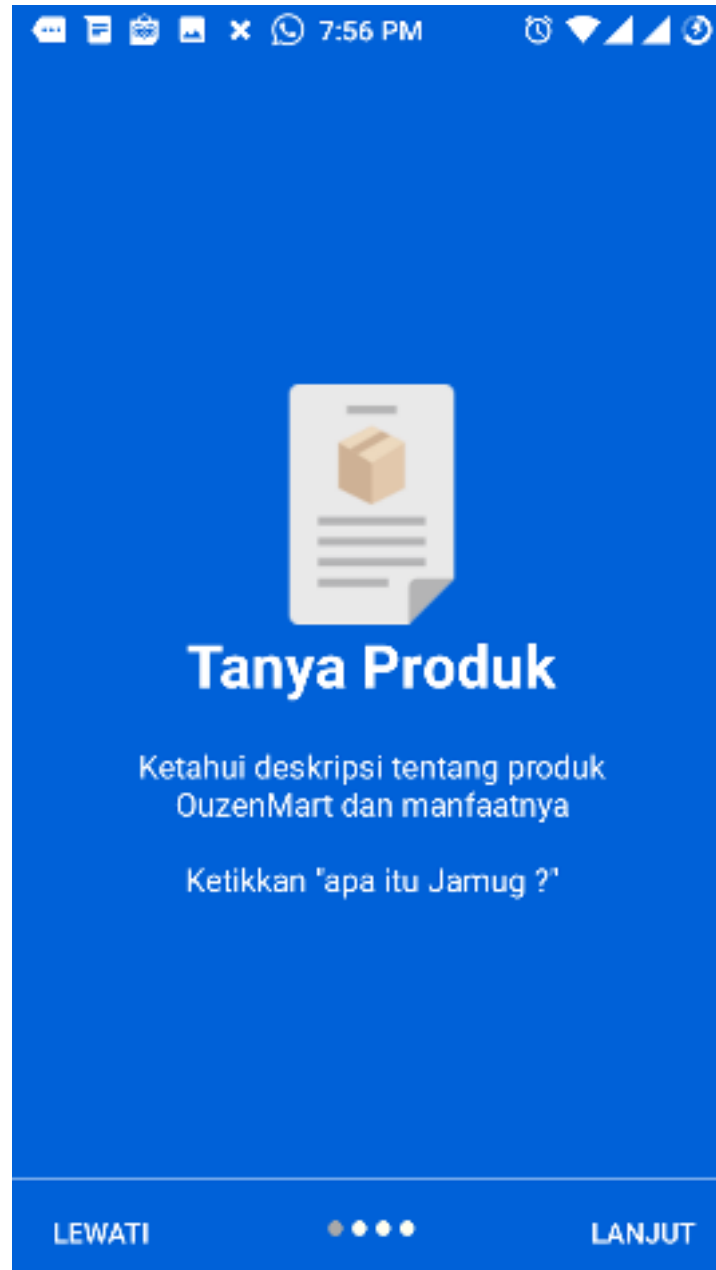 7:56 PM
Tanya Produk
Ketahui deskripsi tentang produk
OuzenMart dan manfaatnya
Ketikkan "apa itu Jamug ?"
LEWATI
LANJUT